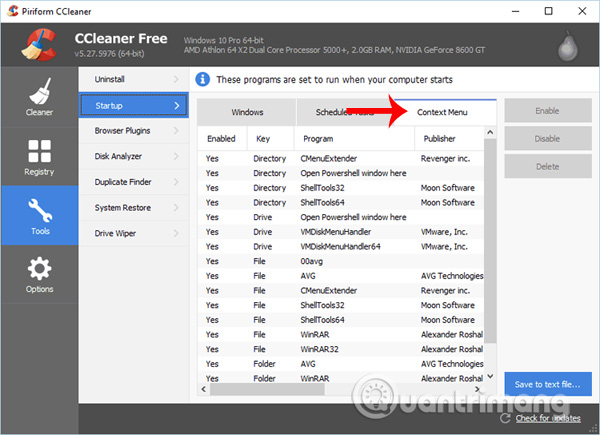 Piriform CCleaner
CCleaner Free
v5.27.5976 (64-bit)
Windows 10 Pro 64-bit
AMD Athlon 64 X2 Dual Core Processor 5000+, 2.0GB RAM, NVIDIA GeForce 8600 GT
Cleaner
Registry
Tools
Options
Uninstall
Startup
Browser Plugins
Disk Analyzer
Duplicate Finder
System Restore
Drive Wiper
These programs are set to run when your computer starts
Windows Scheduled Tasks Context Menu
Enabled Key Program Publisher
Yes Directory CMenuExtender Revenger inc.
Yes Directory Open Powershell window here
Yes Directory ShellTools32 Moon Software
Yes Directory ShellTools64 Moon Software
Yes Drive Open Powershell window here
Yes Drive VMDiskMenuHandler VMware, Inc.
Yes Drive VMDiskMenuHandler64 VMware, Inc.
Yes File 00avg
Yes File AVG AVG Technologies
Yes File CMenuExtender Revenger inc.
Yes File ShellTools32 Moon Software
Yes File ShellTools64 Moon Software
Yes File WinRAR Alexander Roshal
Yes File WinRAR32 Alexander Roshal
Yes Folder AVG AVG Technologies
Yes Folder WinRAR Alexander Roshal
Enable
Disable
Delete
Save to text file...
Quantrimang
Check for updates